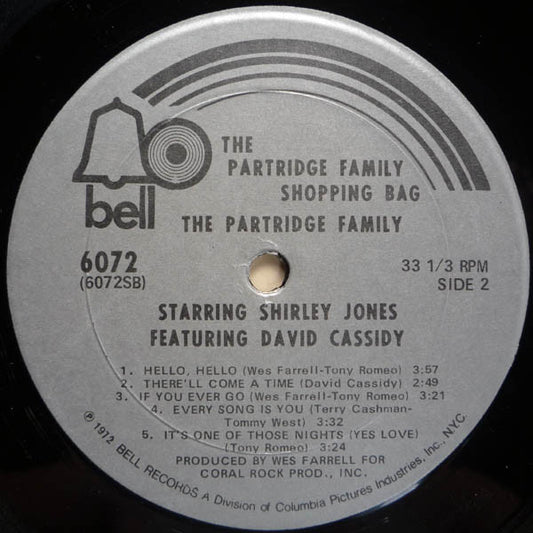 THE
PARTRIDGE FAMILY
SHOPPING BAG
THE PARTRIDGE FAMILY
bell
6072
(6072SB)
33 1/3 RPM
SIDE 2
STARRING SHIRLEY JONES
FEATURING DAVID CASSIDY
1. HELLO, HELLO (Wes Farrell-Tony Romeo) 3:57
2. THERE'LL COME A TIME (David Cassidy) 2:49
3. IF YOU EVER GO (Wes Farrell-Tony Romeo) 3:21
4. EVERY SONG IS YOU (Terry Cashman-
Tommy West) 3:32
5. IT'S ONE OF THOSE NIGHTS (YES LOVE)
(Tony Romeo) 3:24
PRODUCED BY WES FARRELL FOR
CORAL ROCK PROD., INC.
℗ 1972 BELL RECORDS A Division of Columbia Pictures Industries, Inc., N.Y.C.